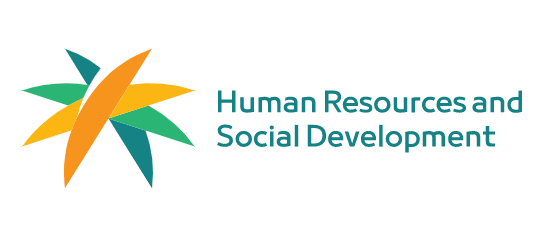 Human Resources and
Social Development